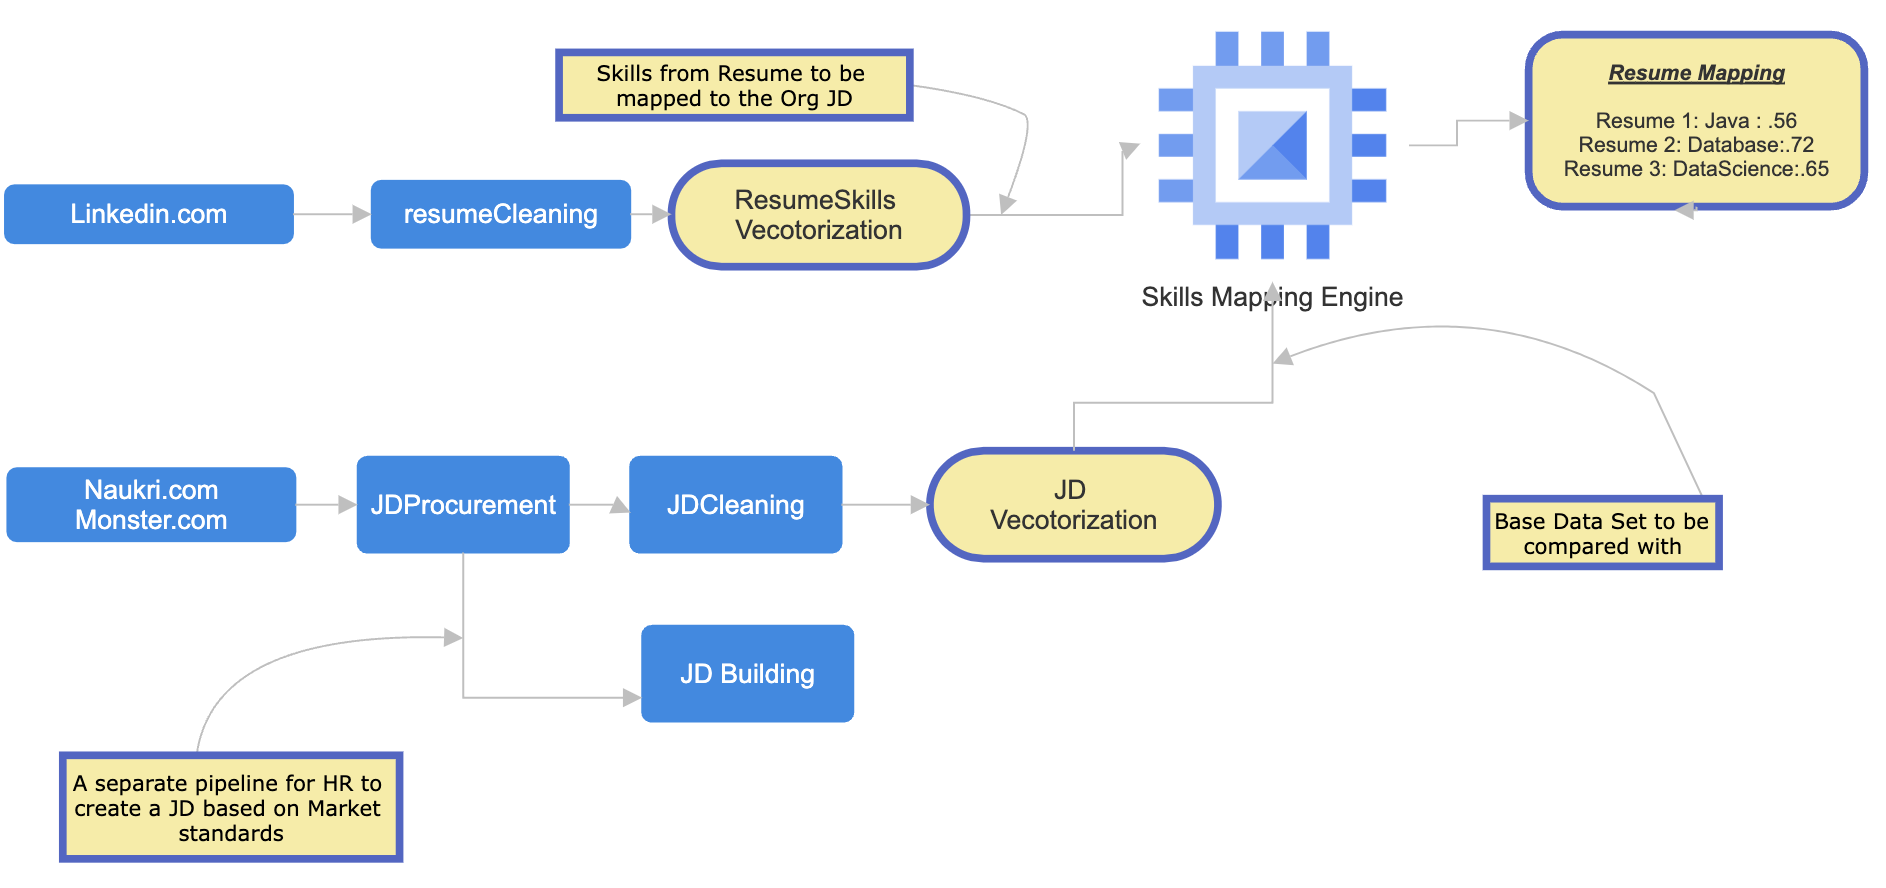 Skills from Resume to be
mapped to the Org JD
Resume Mapping
Resume 1: Java : .56
Resume 2: Database:.72
Resume 3: DataScience:.65
Linkedin.com
resumeCleaning
ResumeSkills
Vecotorization
Skills Mapping Engine
Naukri.com
Monster.com
JDProcurement
JDCleaning
JD
Vecotorization
Base Data Set to be
compared with
JD Building
A separate pipeline for HR to
create a JD based on Market
standards